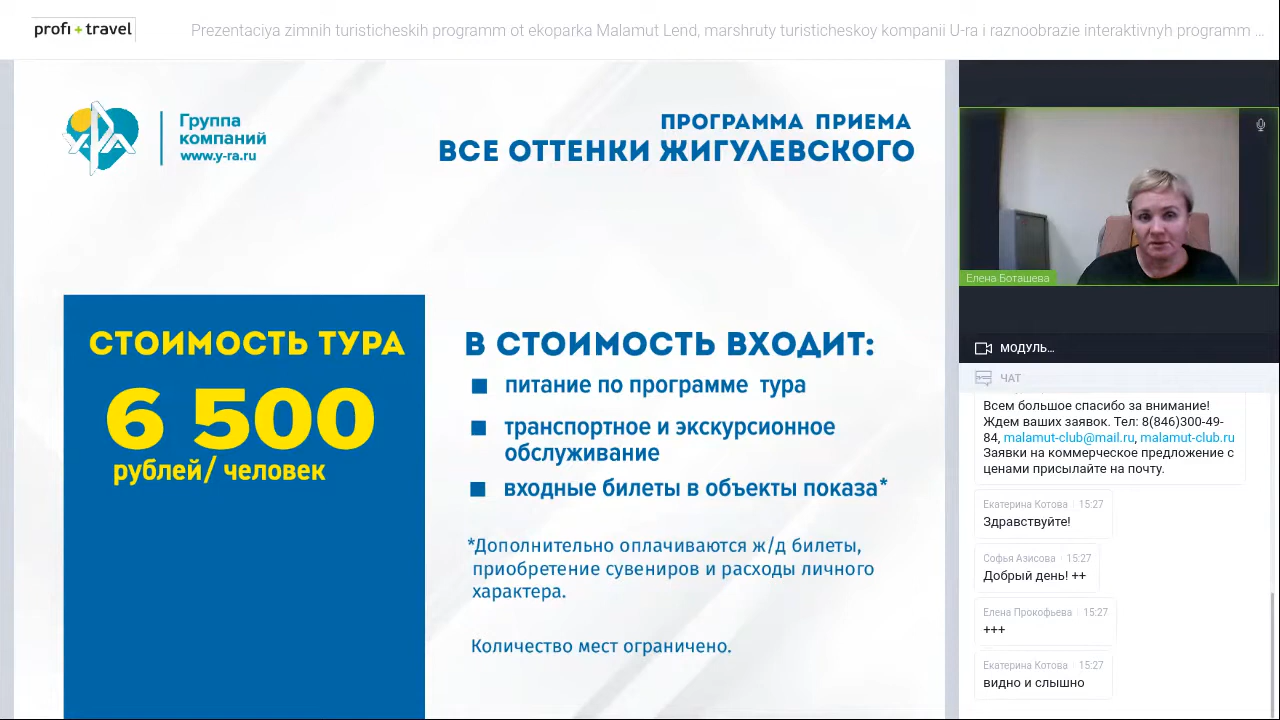 profi + travel
Prezentaciya zimnih turisticheskih programm ot ekoparka Malamut Lend, marshruty turisticheskoy kompanii U-ra i raznoobrazie interaktivnyh programm ...
УРА
Группа
компаний
www.y-ra.ru
ПРОГРАММА ПРИЕМА
ВСЕ ОТТЕНКИ ЖИГУЛЕВСКОГО
СТОИМОСТЬ ТУРА
6 500
рублей/ человек
В СТОИМОСТЬ ВХОДИТ:
питание по программе тура
транспортное и экскурсионное
обслуживание
входные билеты в объекты показа*
*Дополнительно оплачиваются ж/д билеты,
приобретение сувениров и расходы личного
характера.
Количество мест ограничено.
Елена Боташева
МОДУЛЬ...
ЧАТ
Всем большое спасибо за внимание!
Ждем ваших заявок. Тел: 8(846)300-49-
84, malamut-club@mail.ru, malamut-club.ru
Заявки на коммерческое предложение с
ценами присылайте на почту.
Екатерина Котова 15:27
Здравствуйте!
Софья Азисова 15:27
Добрый день! ++
Елена Прокофьева 15:27
+++
Екатерина Котова 15:27
видно и слышно